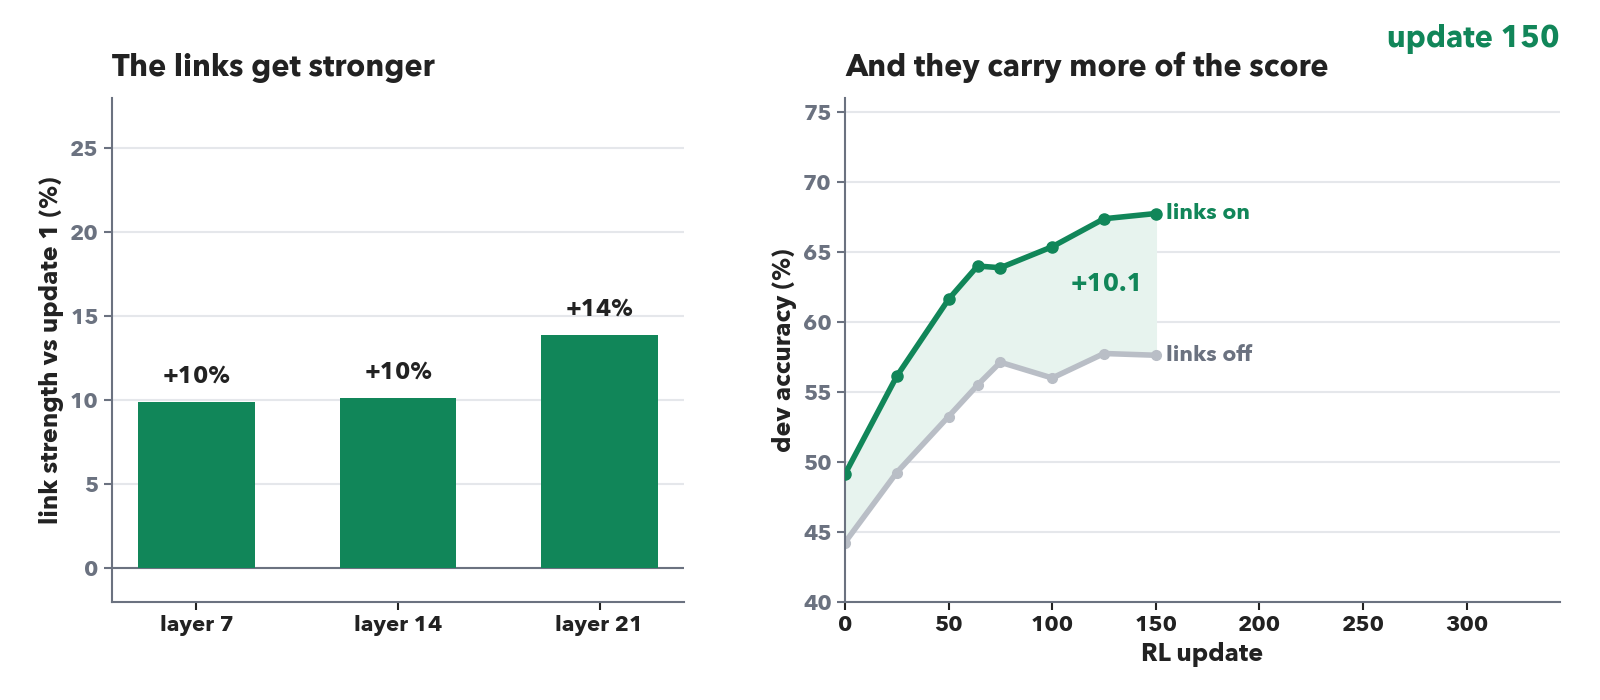 update 150
The links get stronger
link strength vs update 1 (%)
25
20
15
10
5
0
+10%
+10%
+14%
layer 7
layer 14
layer 21
And they carry more of the score
dev accuracy (%)
75
70
65
60
55
50
45
40
links on
+10.1
links off
0
50
100
150
200
250
300
RL update